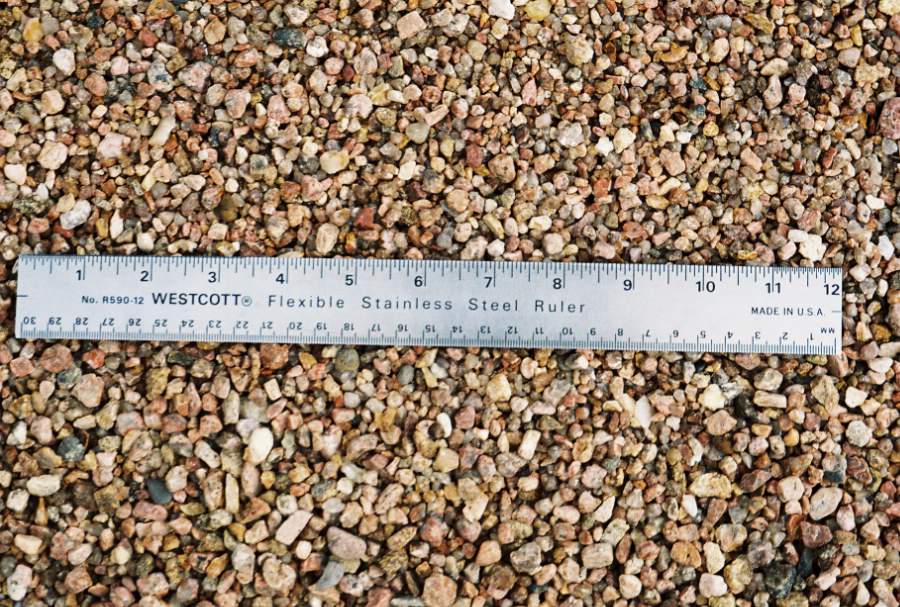 1 2 3 4 5 6 7 8 9 10 11 12
No. R590-12 WESTCOTT® Flexible Stainless Steel Ruler MADE IN U.S.A.
30 29 28 27 26 25 24 23 22 21 20 19 18 17 16 15 14 13 12 11 10 9 8 7 6 5 4 3 2 1 MM